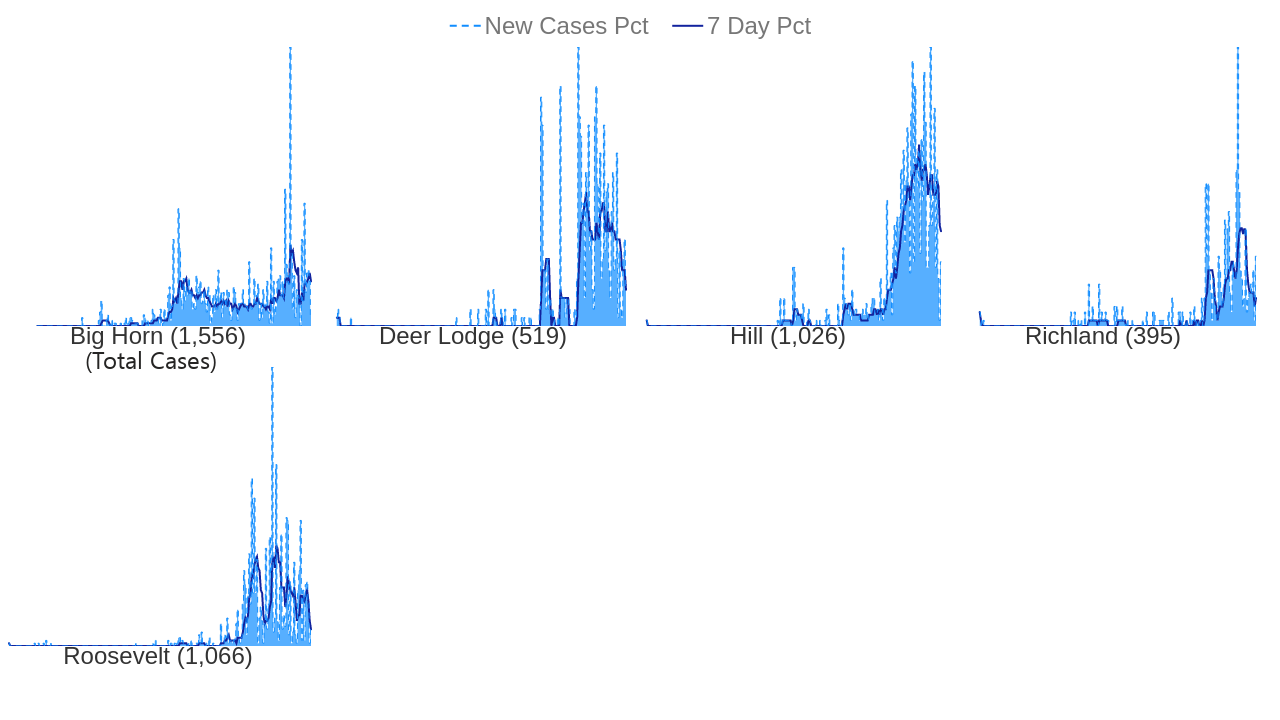 New Cases Pct 7 Day Pct
Big Horn (1,556) Deer Lodge (519) Hill (1,026) Richland (395)
(Total Cases)
Roosevelt (1,066)